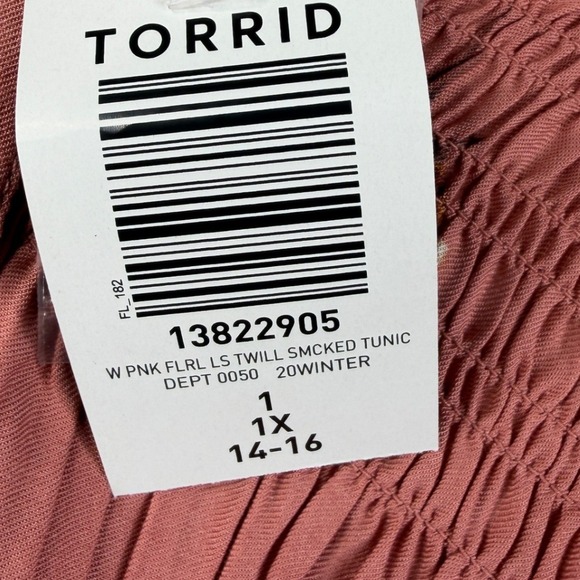 TORRID
FL_182
13822905
W PNK FLRL LS TWILL SMCKED TUNIC
DEPT 0050 20WINTER
1
1X
14-16